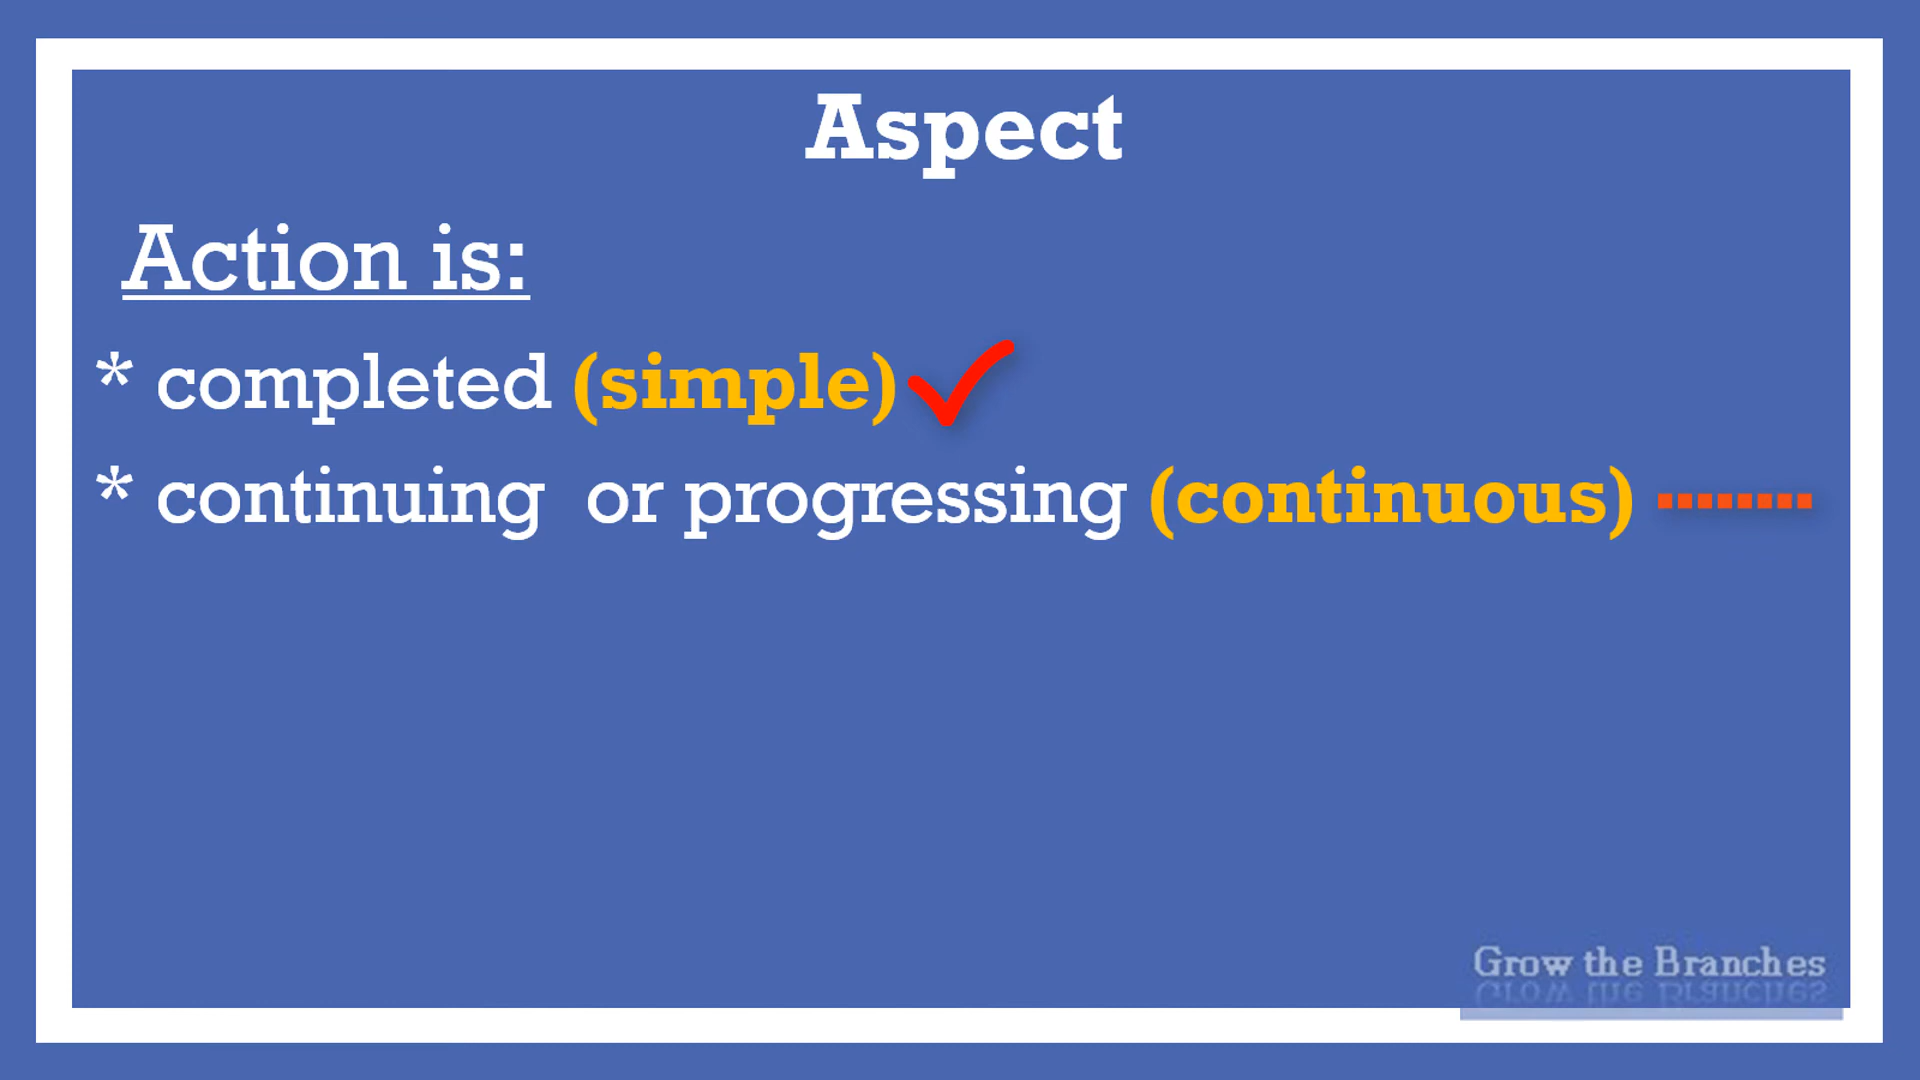 Aspect
Action is:
* completed (simple)
* continuing or progressing (continuous)
Grow the Branches